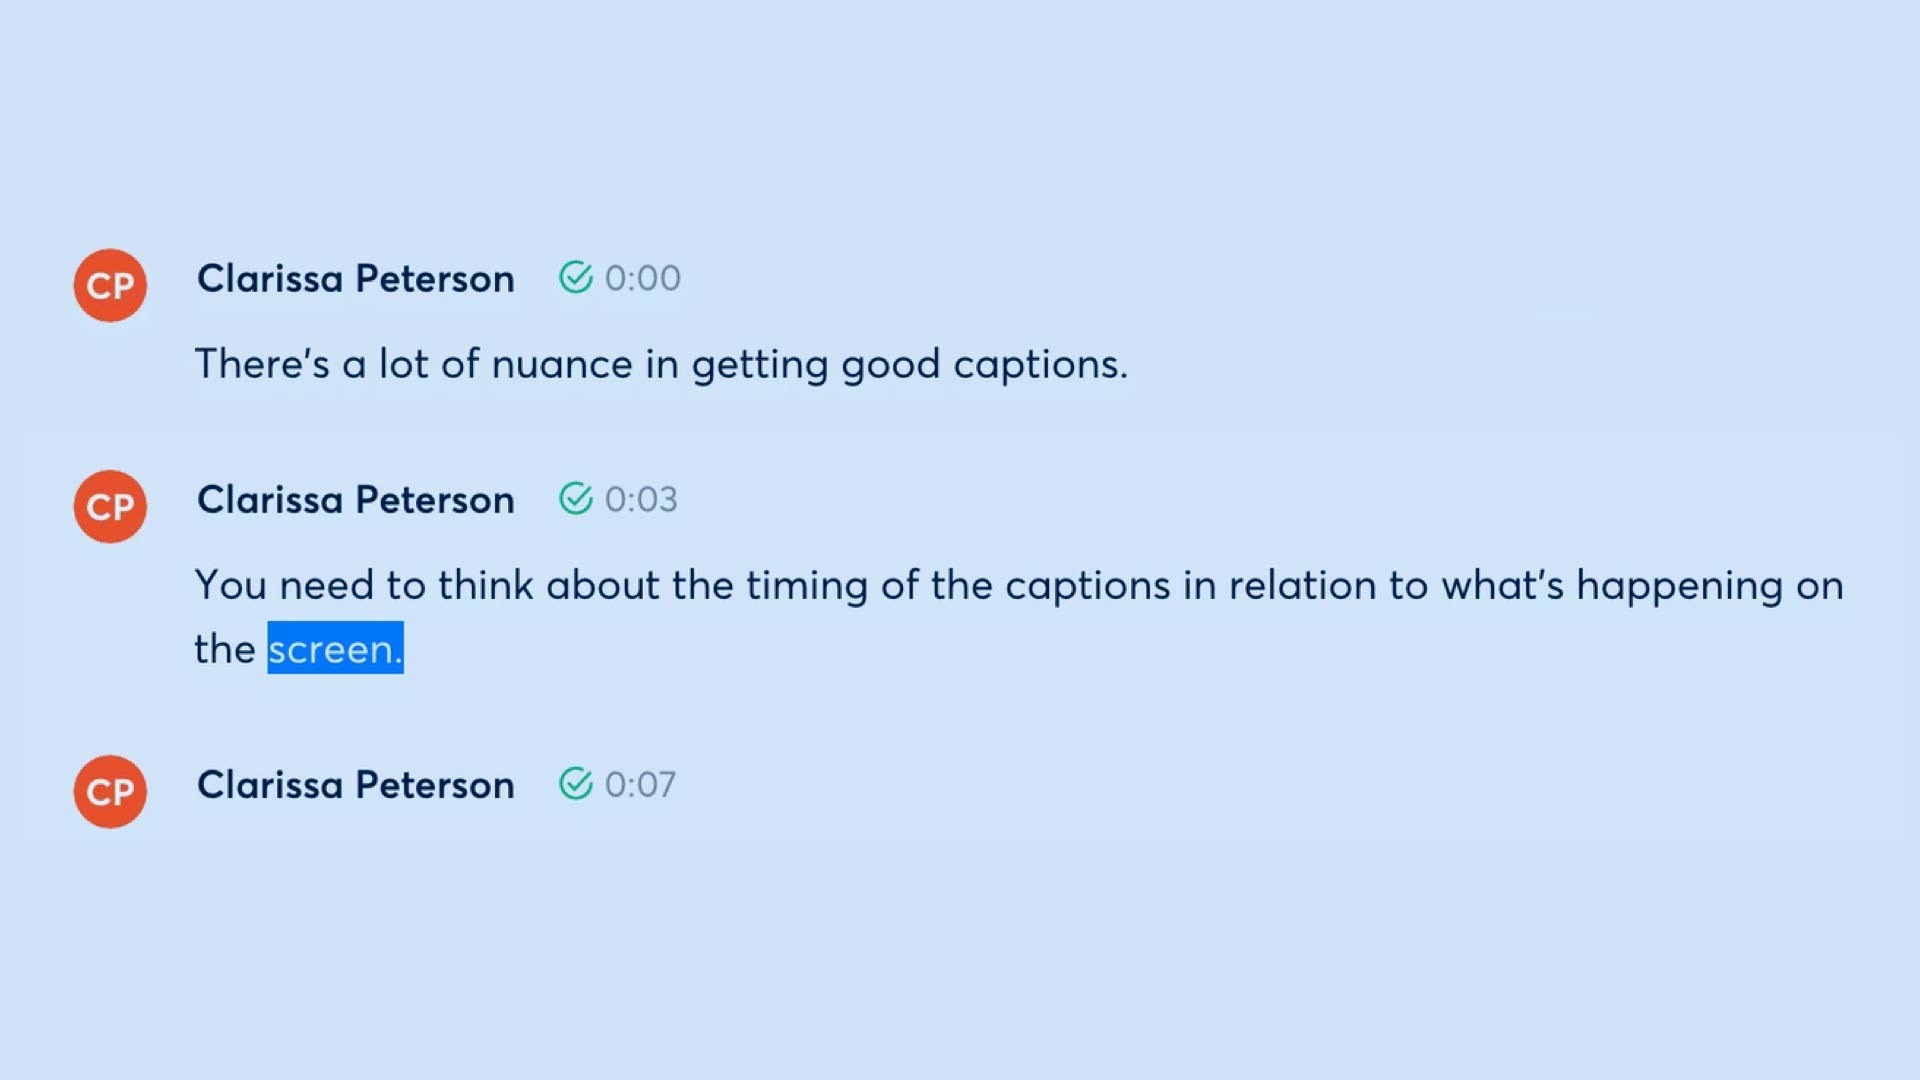 CP Clarissa Peterson 0:00
There's a lot of nuance in getting good captions.
CP Clarissa Peterson 0:03
You need to think about the timing of the captions in relation to what's happening on
the screen.
CP Clarissa Peterson 0:07